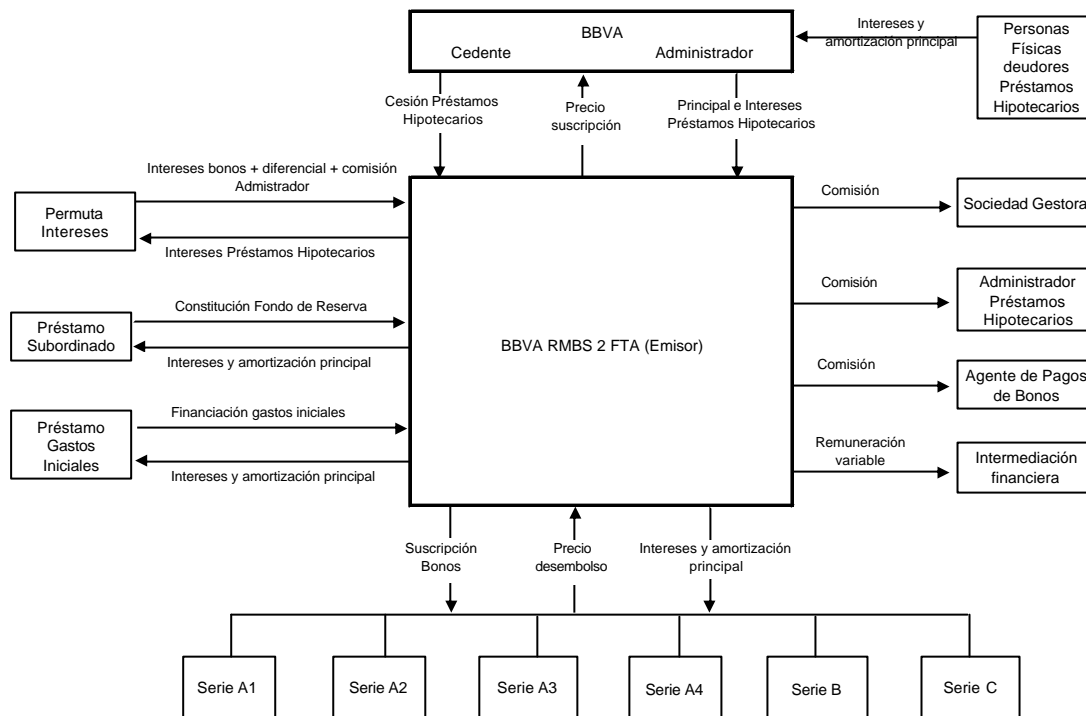 BBVA
Cedente
Administrador
Intereses y
amortización principal
Personas
Físicas
deudores
Préstamos
Hipotecarios
Cesión Préstamos
Hipotecarios
Precio
suscripción
Principal e Intereses
Préstamos Hipotecarios
Intereses bonos + diferencial + comisión
Admistrador
Permuta
Intereses
Intereses Préstamos Hipotecarios
Constitución Fondo de Reserva
Préstamo
Subordinado
Intereses y amortización principal
Financiación gastos iniciales
Préstamo
Gastos
Iniciales
Intereses y amortización principal
BBVA RMBS 2 FTA (Emisor)
Comisión
Sociedad Gestora
Comisión
Administrador
Préstamos
Hipotecarios
Comisión
Agente de Pagos
de Bonos
Remuneración
variable
Intermediación
financiera
Suscripción
Bonos
Precio
desembolso
Intereses y amortización
principal
Serie A1
Serie A2
Serie A3
Serie A4
Serie B
Serie C